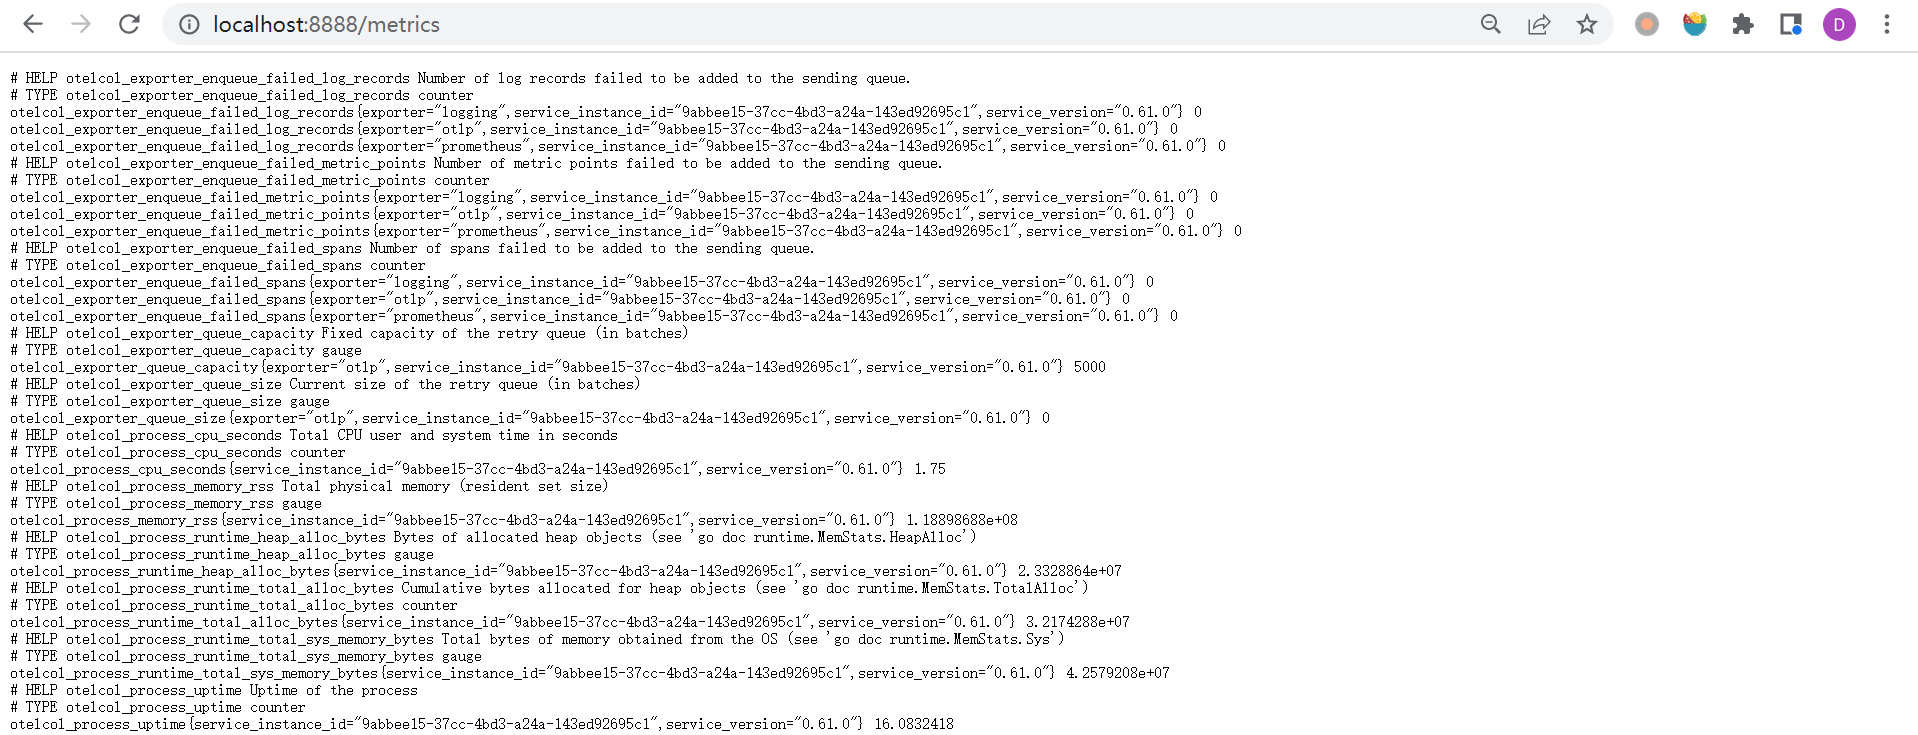 localhost:8888/metrics
D
# HELP otelcol_exporter_enqueue_failed_log_records Number of log records failed to be added to the sending queue.
# TYPE otelcol_exporter_enqueue_failed_log_records counter
otelcol_exporter_enqueue_failed_log_records{exporter="logging",service_instance_id="9abbee15-37cc-4bd3-a24a-143ed92695c1",service_version="0.61.0"} 0
otelcol_exporter_enqueue_failed_log_records{exporter="otlp",service_instance_id="9abbee15-37cc-4bd3-a24a-143ed92695c1",service_version="0.61.0"} 0
otelcol_exporter_enqueue_failed_log_records{exporter="prometheus",service_instance_id="9abbee15-37cc-4bd3-a24a-143ed92695c1",service_version="0.61.0"} 0
# HELP otelcol_exporter_enqueue_failed_metric_points Number of metric points failed to be added to the sending queue.
# TYPE otelcol_exporter_enqueue_failed_metric_points counter
otelcol_exporter_enqueue_failed_metric_points{exporter="logging",service_instance_id="9abbee15-37cc-4bd3-a24a-143ed92695c1",service_version="0.61.0"} 0
otelcol_exporter_enqueue_failed_metric_points{exporter="otlp",service_instance_id="9abbee15-37cc-4bd3-a24a-143ed92695c1",service_version="0.61.0"} 0
otelcol_exporter_enqueue_failed_metric_points{exporter="prometheus",service_instance_id="9abbee15-37cc-4bd3-a24a-143ed92695c1",service_version="0.61.0"} 0
# HELP otelcol_exporter_enqueue_failed_spans Number of spans failed to be added to the sending queue.
# TYPE otelcol_exporter_enqueue_failed_spans counter
otelcol_exporter_enqueue_failed_spans{exporter="logging",service_instance_id="9abbee15-37cc-4bd3-a24a-143ed92695c1",service_version="0.61.0"} 0
otelcol_exporter_enqueue_failed_spans{exporter="otlp",service_instance_id="9abbee15-37cc-4bd3-a24a-143ed92695c1",service_version="0.61.0"} 0
otelcol_exporter_enqueue_failed_spans{exporter="prometheus",service_instance_id="9abbee15-37cc-4bd3-a24a-143ed92695c1",service_version="0.61.0"} 0
# HELP otelcol_exporter_queue_capacity Fixed capacity of the retry queue (in batches)
# TYPE otelcol_exporter_queue_capacity gauge
otelcol_exporter_queue_capacity{exporter="otlp",service_instance_id="9abbee15-37cc-4bd3-a24a-143ed92695c1",service_version="0.61.0"} 5000
# HELP otelcol_exporter_queue_size Current size of the retry queue (in batches)
# TYPE otelcol_exporter_queue_size gauge
otelcol_exporter_queue_size{exporter="otlp",service_instance_id="9abbee15-37cc-4bd3-a24a-143ed92695c1",service_version="0.61.0"} 0
# HELP otelcol_process_cpu_seconds Total CPU user and system time in seconds
# TYPE otelcol_process_cpu_seconds counter
otelcol_process_cpu_seconds{service_instance_id="9abbee15-37cc-4bd3-a24a-143ed92695c1",service_version="0.61.0"} 1.75
# HELP otelcol_process_memory_rss Total physical memory (resident set size)
# TYPE otelcol_process_memory_rss gauge
otelcol_process_memory_rss{service_instance_id="9abbee15-37cc-4bd3-a24a-143ed92695c1",service_version="0.61.0"} 1.18898688e+08
# HELP otelcol_process_runtime_heap_alloc_bytes Bytes of allocated heap objects (see 'go doc runtime.MemStats.HeapAlloc')
# TYPE otelcol_process_runtime_heap_alloc_bytes gauge
otelcol_process_runtime_heap_alloc_bytes{service_instance_id="9abbee15-37cc-4bd3-a24a-143ed92695c1",service_version="0.61.0"} 2.3328864e+07
# HELP otelcol_process_runtime_total_alloc_bytes Cumulative bytes allocated for heap objects (see 'go doc runtime.MemStats.TotalAlloc')
# TYPE otelcol_process_runtime_total_alloc_bytes counter
otelcol_process_runtime_total_alloc_bytes{service_instance_id="9abbee15-37cc-4bd3-a24a-143ed92695c1",service_version="0.61.0"} 3.2174288e+07
# HELP otelcol_process_runtime_total_sys_memory_bytes Total bytes of memory obtained from the OS (see 'go doc runtime.MemStats.Sys')
# TYPE otelcol_process_runtime_total_sys_memory_bytes gauge
otelcol_process_runtime_total_sys_memory_bytes{service_instance_id="9abbee15-37cc-4bd3-a24a-143ed92695c1",service_version="0.61.0"} 4.2579208e+07
# HELP otelcol_process_uptime Uptime of the process
# TYPE otelcol_process_uptime counter
otelcol_process_uptime{service_instance_id="9abbee15-37cc-4bd3-a24a-143ed92695c1",service_version="0.61.0"} 16.0832418